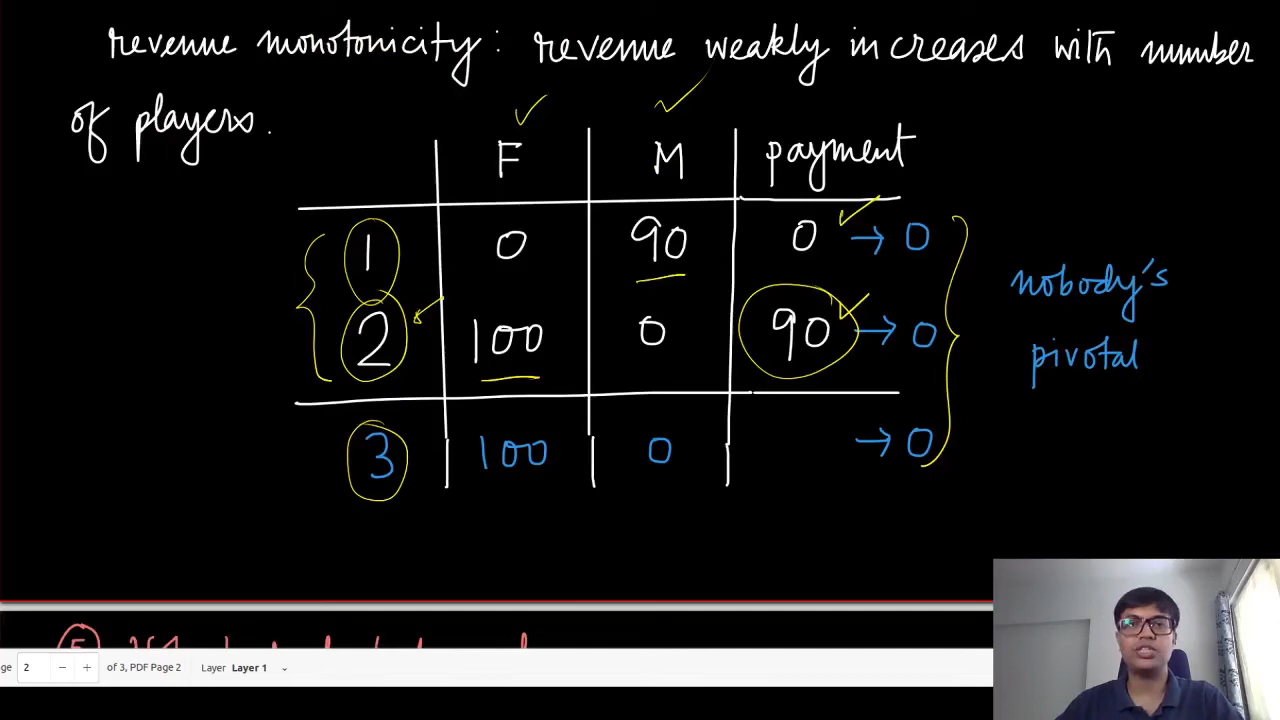 revenue monotonicity: revenue weakly increases with number
of players.
F M payment
1 0 90 0 → 0
2 100 0 90 → 0
3 100 0 → 0
nobody's
pivotal
ge 2 − + of 3, PDF Page 2 Layer Layer 1